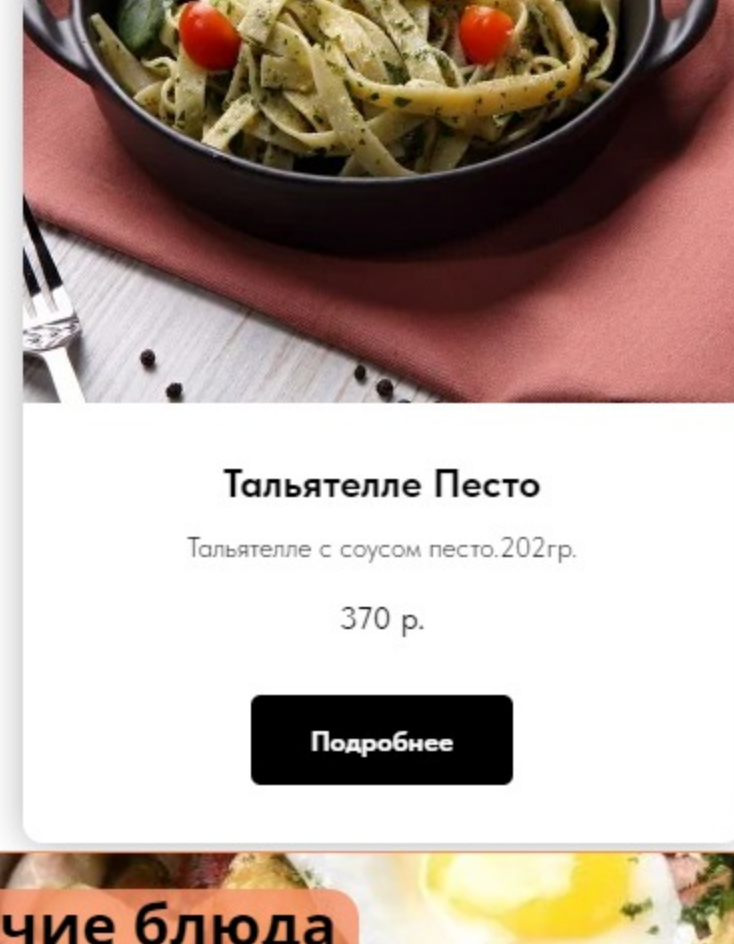 Тальятелле Песто
Тальятелле с соусом песто.202гр.
370 р.
Подробнее
чие блюда